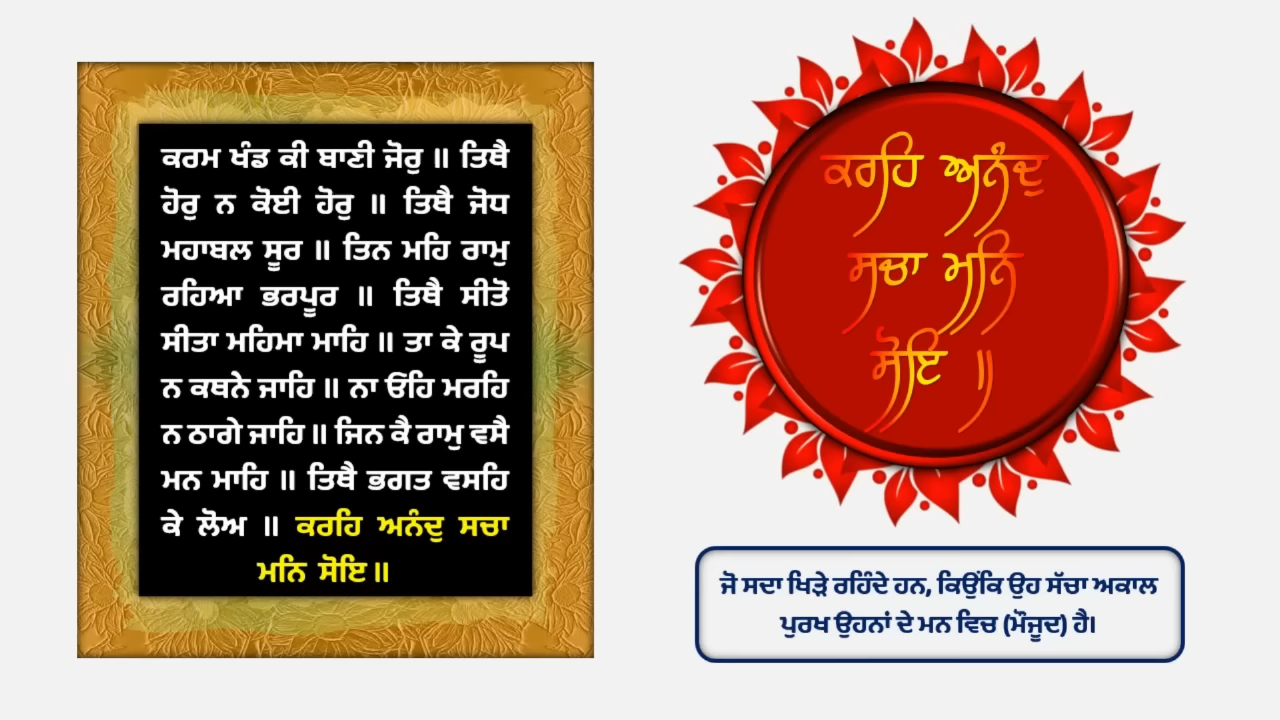 ਕਰਮ ਖੰਡ ਕੀ ਬਾਣੀ ਜੋਰੁ ॥ ਤਿਥੈ
ਹੋਰੁ ਨ ਕੋਈ ਹੋਰੁ ॥ ਤਿਥੈ ਜੋਧ
ਮਹਾਬਲ ਸੂਰ ॥ ਤਿਨ ਮਹਿ ਰਾਮੁ
ਰਹਿਆ ਭਰਪੂਰ ॥ ਤਿਥੈ ਸੀਤੋ
ਸੀਤਾ ਮਹਿਮਾ ਮਾਹਿ ॥ ਤਾ ਕੇ ਰੂਪ
ਨ ਕਥਨੇ ਜਾਹਿ ॥ ਨਾ ਓਹਿ ਮਰਹਿ
ਨ ਠਾਗੇ ਜਾਹਿ ॥ ਜਿਨ ਕੈ ਰਾਮੁ ਵਸੈ
ਮਨ ਮਾਹਿ ॥ ਤਿਥੈ ਭਗਤ ਵਸਹਿ
ਕੇ ਲੋਅ ॥ ਕਰਹਿ ਅਨੰਦੁ ਸਚਾ
ਮਨਿ ਸੋਇ ॥
ਕਰਹਿ ਅਨੰਦੁ
ਸਚਾ ਮਨਿ
ਸੋਇ ॥
ਜੋ ਸਦਾ ਖਿੜੇ ਰਹਿੰਦੇ ਹਨ, ਕਿਉਂਕਿ ਉਹ ਸੱਚਾ ਅਕਾਲ
ਪੁਰਖ ਉਹਨਾਂ ਦੇ ਮਨ ਵਿਚ (ਮੌਜੂਦ) ਹੈ।